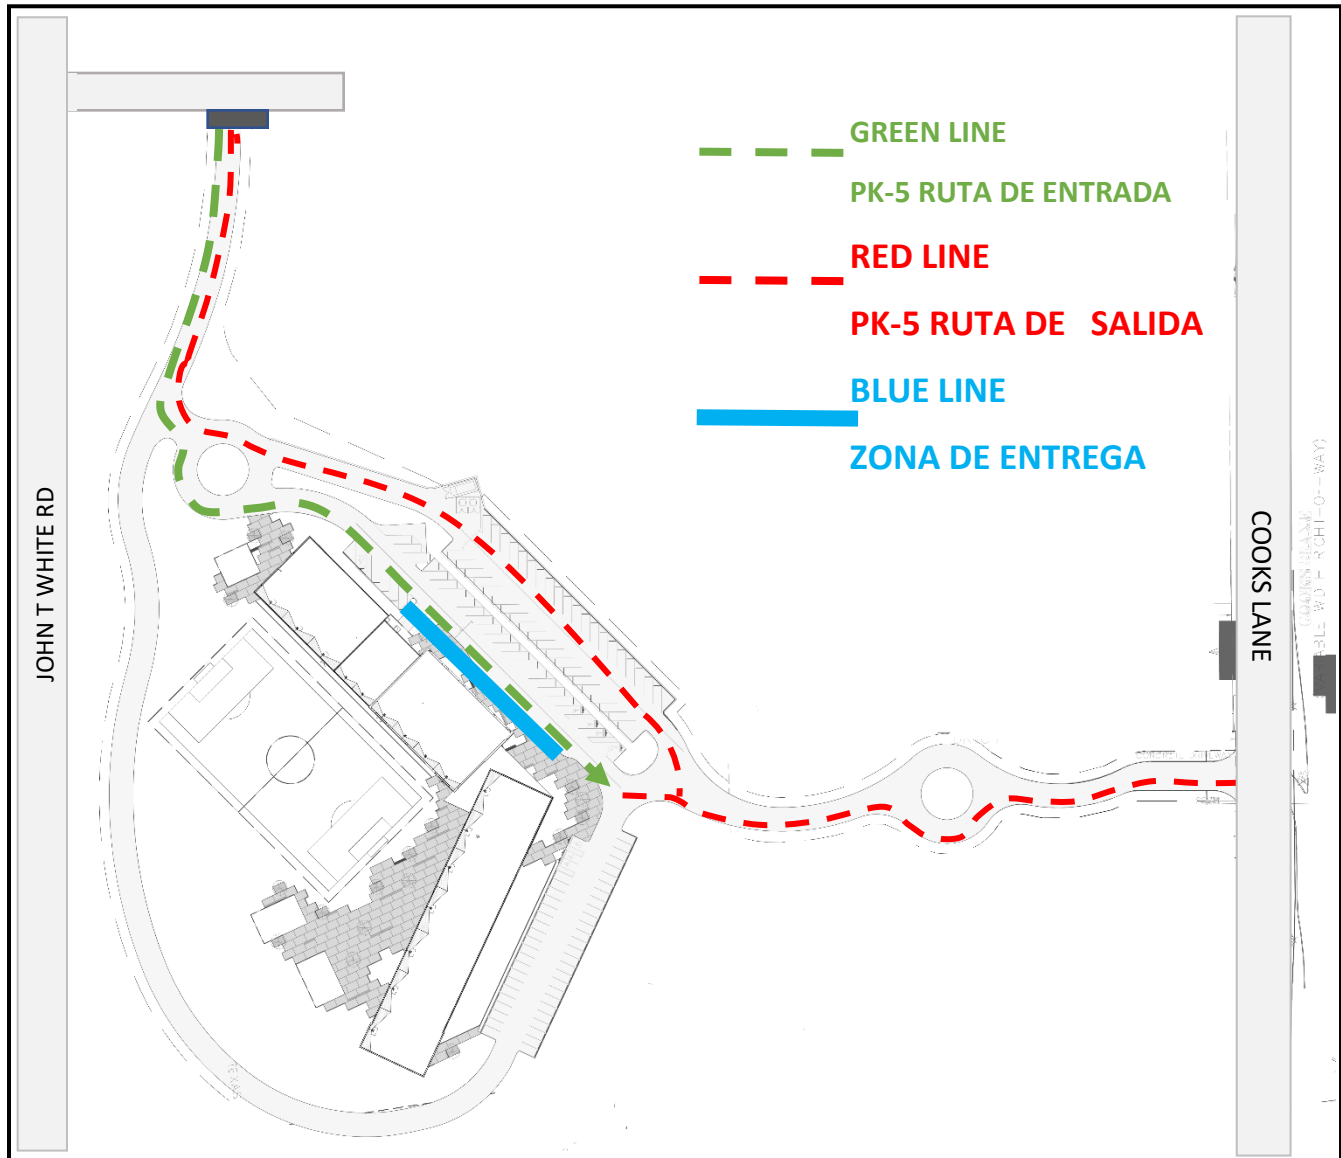 GREEN LINE
PK-5 RUTA DE ENTRADA
RED LINE
PK-5 RUTA DE SALIDA
BLUE LINE
ZONA DE ENTREGA
JOHN T WHITE RD
COOKS LANE